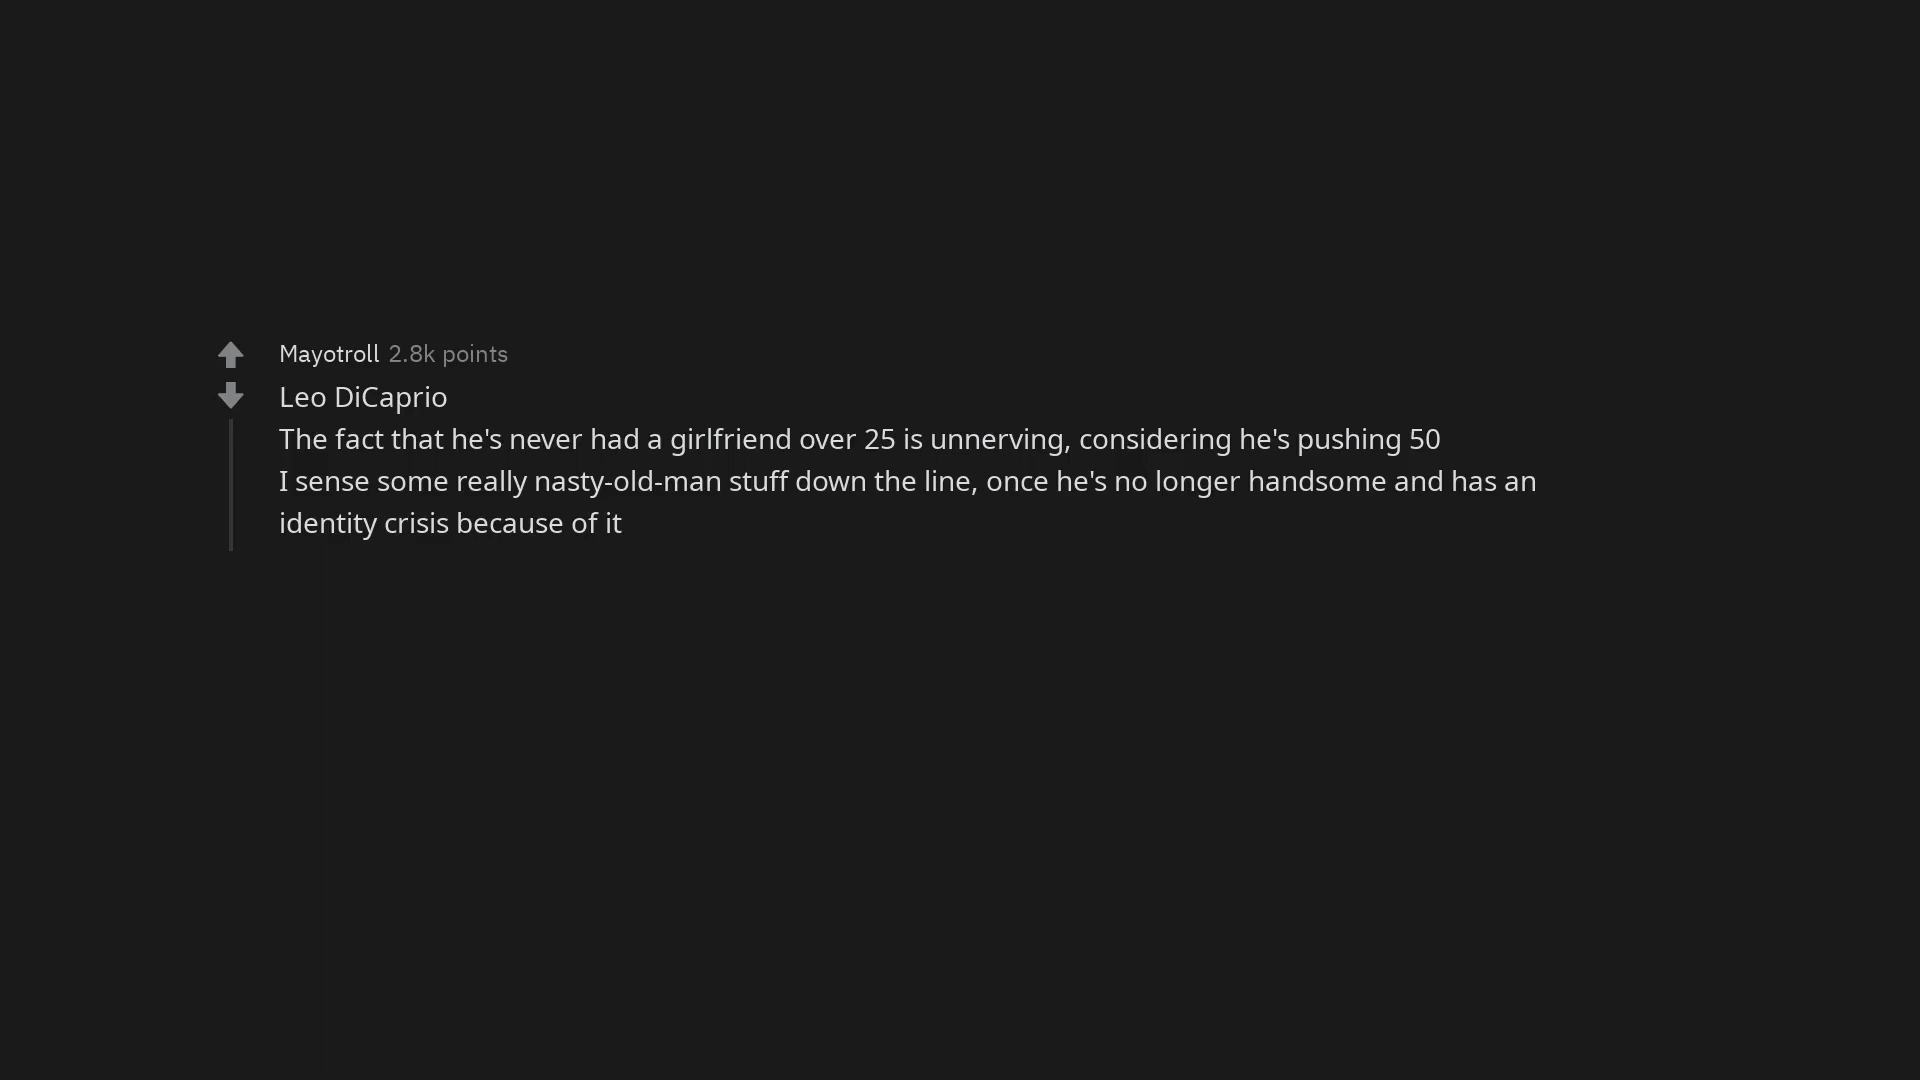 Mayotroll 2.8k points
Leo DiCaprio
The fact that he's never had a girlfriend over 25 is unnerving, considering he's pushing 50
I sense some really nasty-old-man stuff down the line, once he's no longer handsome and has an
identity crisis because of it